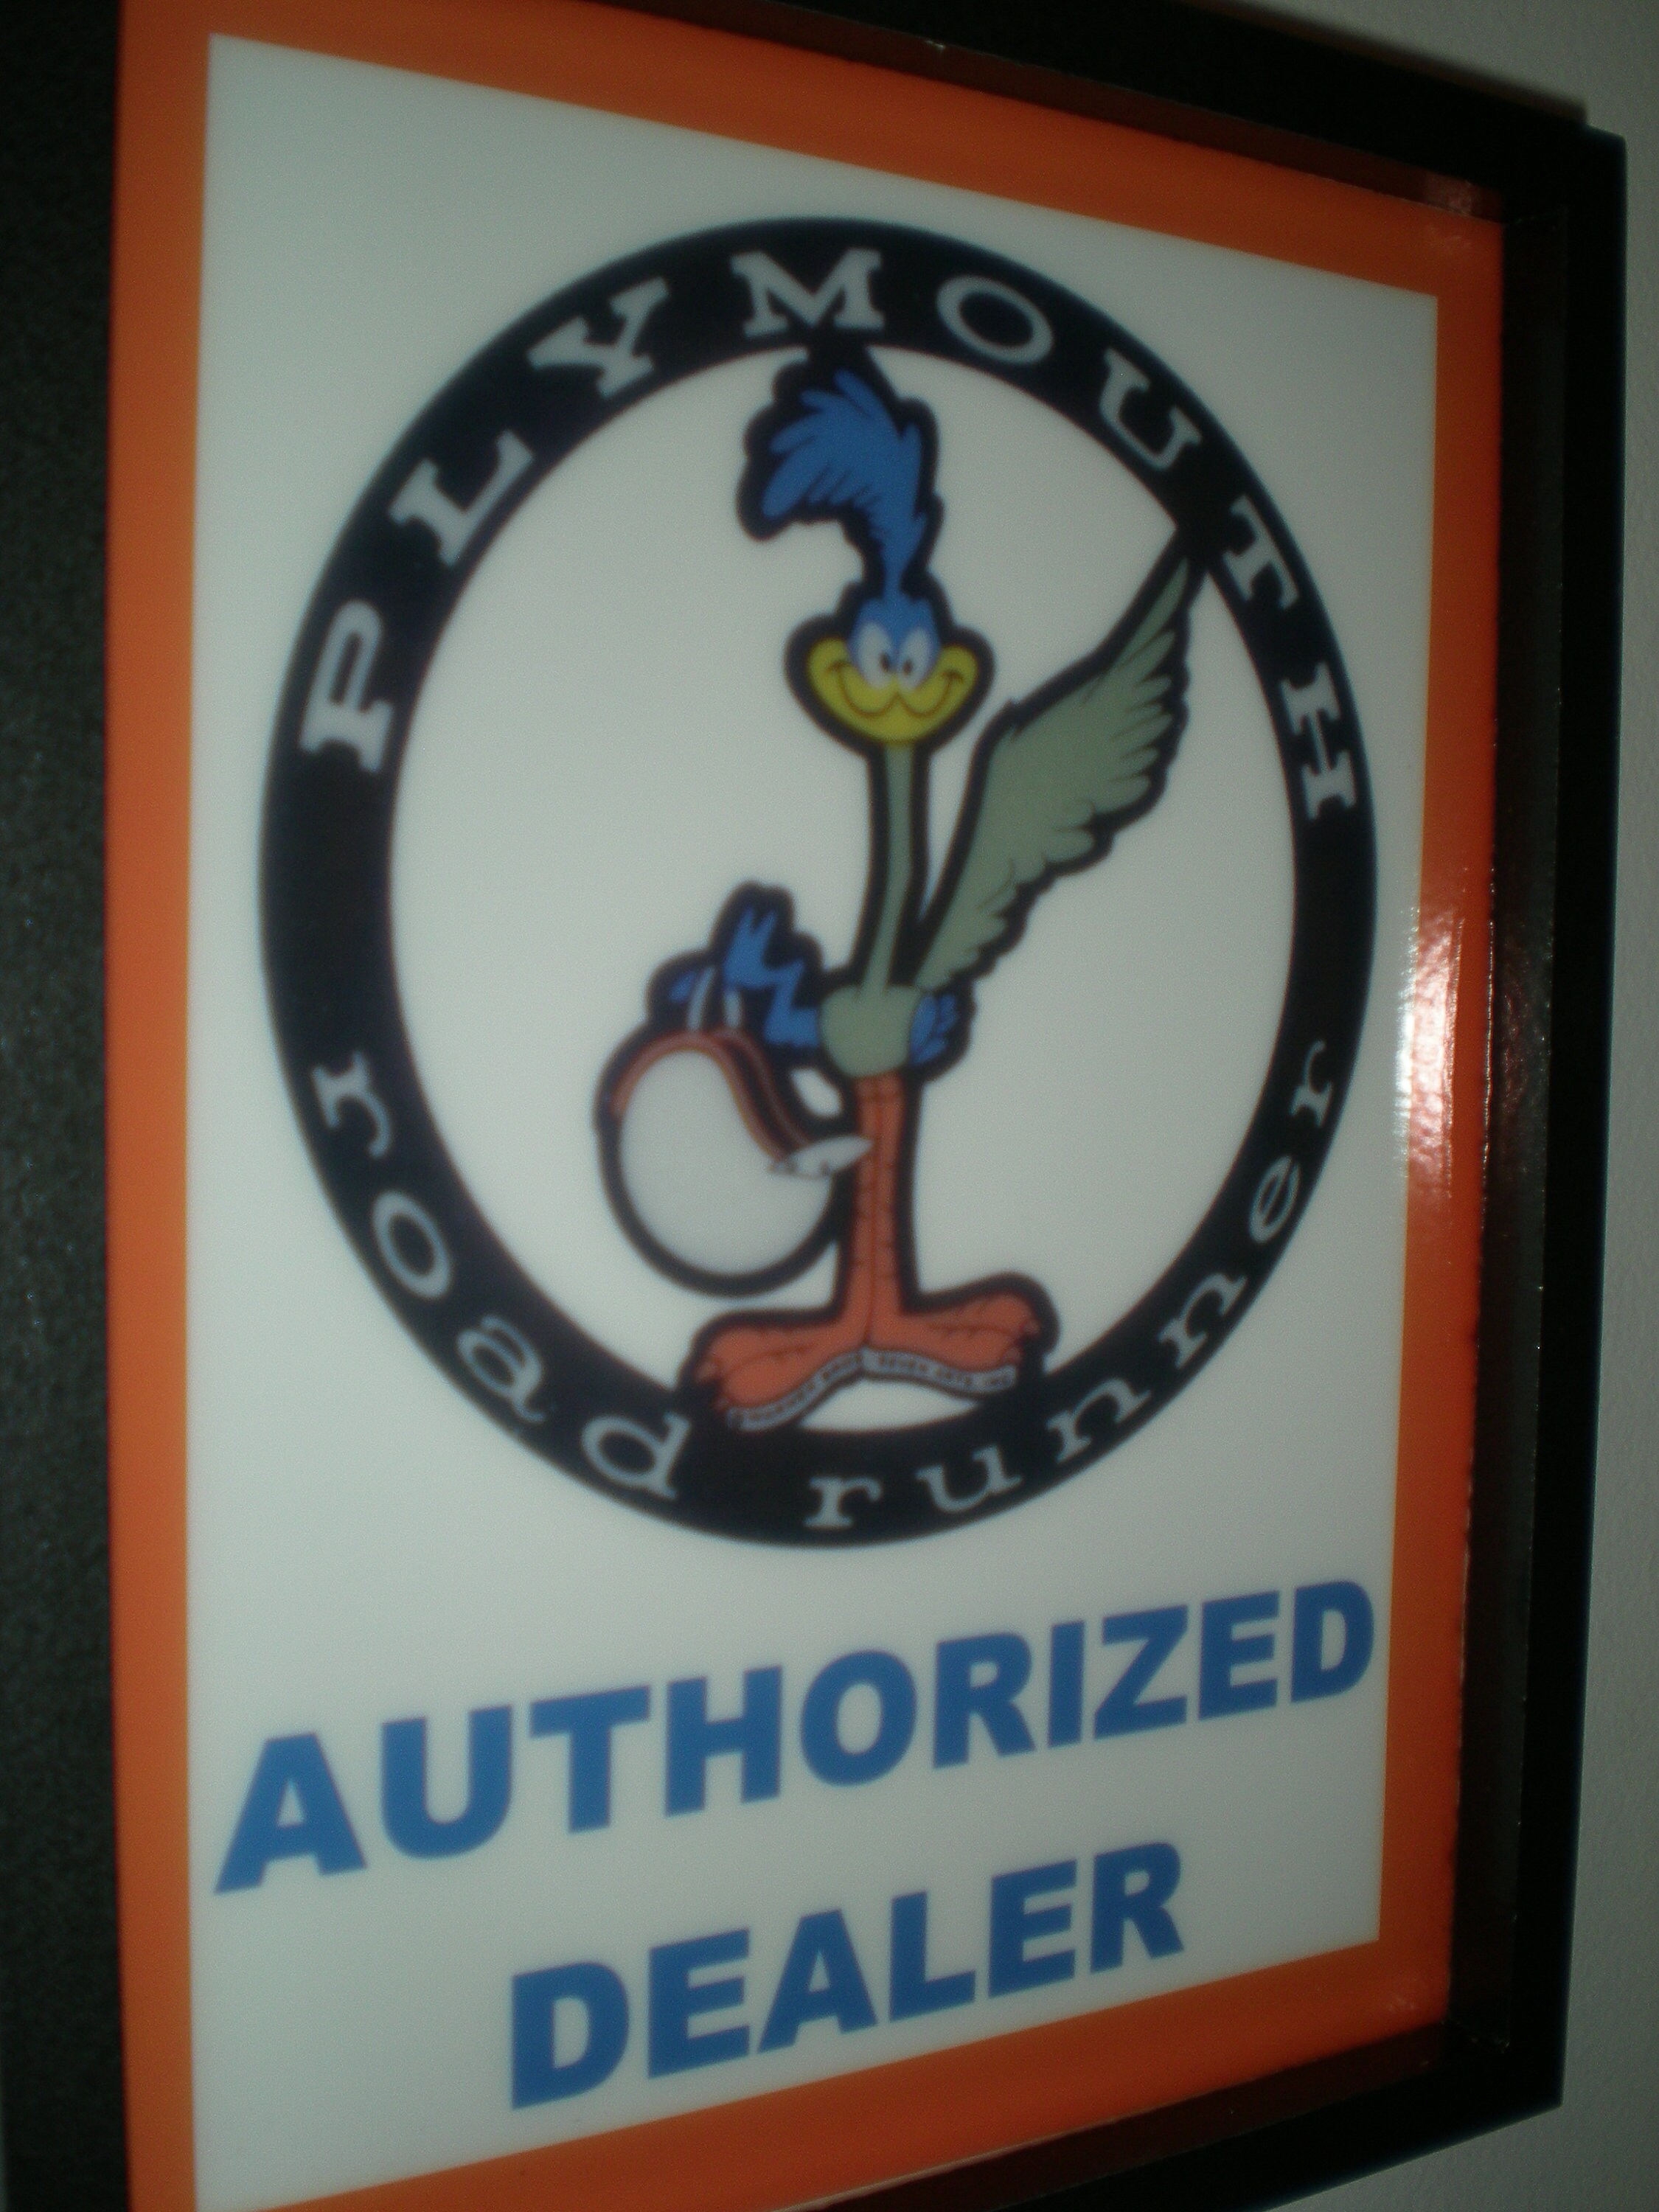 PLYMOUTH
road runner
AUTHORIZED
DEALER